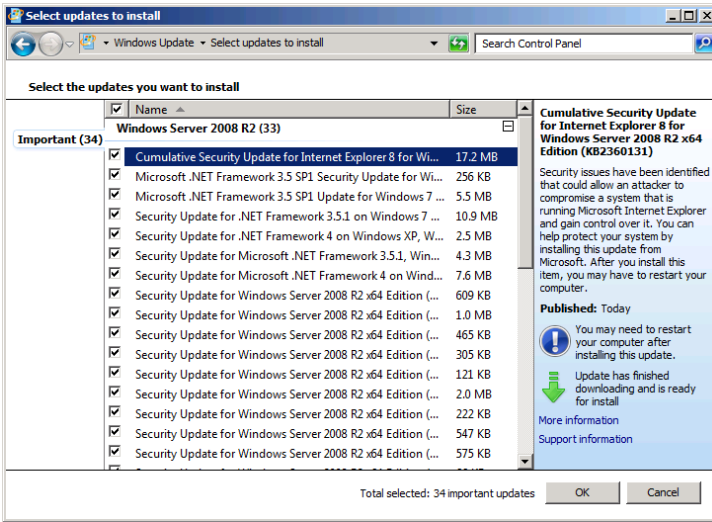 Select updates to install
Windows Update
Select updates to install
Search Control Panel
Select the updates you want to install
Name
Size
Important (34)
Windows Server 2008 R2 (33)
Cumulative Security Update for Internet Explorer 8 for Wi... 17.2 MB
Microsoft .NET Framework 3.5 SP1 Security Update for Wi... 256 KB
Microsoft .NET Framework 3.5 SP1 Update for Windows 7 ... 5.5 MB
Security Update for .NET Framework 3.5.1 on Windows 7 ... 10.9 MB
Security Update for .NET Framework 4 on Windows XP, W... 2.5 MB
Security Update for Microsoft .NET Framework 3.5.1, Win... 4.3 MB
Security Update for Microsoft .NET Framework 4 on Wind... 7.6 MB
Security Update for Windows Server 2008 R2 x64 Edition (... 609 KB
Security Update for Windows Server 2008 R2 x64 Edition (... 1.0 MB
Security Update for Windows Server 2008 R2 x64 Edition (... 465 KB
Security Update for Windows Server 2008 R2 x64 Edition (... 305 KB
Security Update for Windows Server 2008 R2 x64 Edition (... 121 KB
Security Update for Windows Server 2008 R2 x64 Edition (... 2.0 MB
Security Update for Windows Server 2008 R2 x64 Edition (... 222 KB
Security Update for Windows Server 2008 R2 x64 Edition (... 547 KB
Security Update for Windows Server 2008 R2 x64 Edition (... 575 KB
Cumulative Security Update
for Internet Explorer 8 for
Windows Server 2008 R2 x64
Edition (KB2360131)
Security issues have been identified
that could allow an attacker to
compromise a system that is
running Microsoft Internet Explorer
and gain control over it. You can
help protect your system by
installing this update from
Microsoft. After you install this
item, you may have to restart your
computer.
Published: Today
You may need to restart
your computer after
installing this update.
Update has finished
downloading and is ready
for install
More information
Support information
Total selected: 34 important updates
OK
Cancel